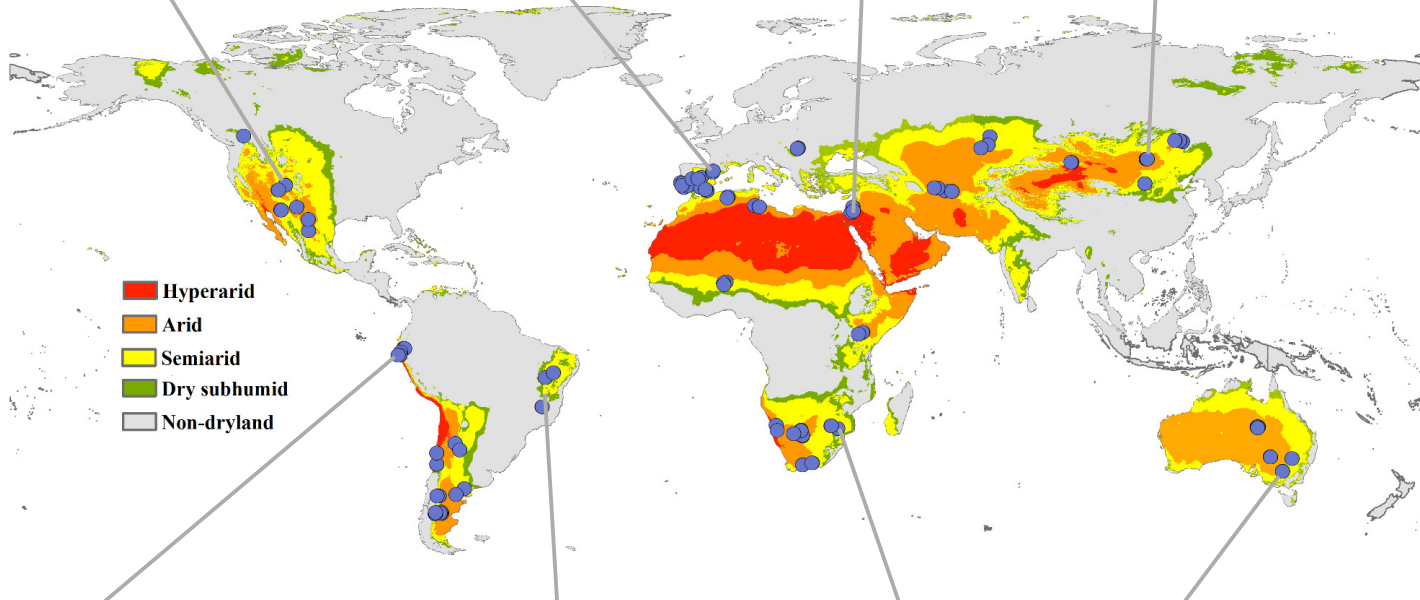 Hyperarid
Arid
Semiarid
Dry subhumid
Non-dryland